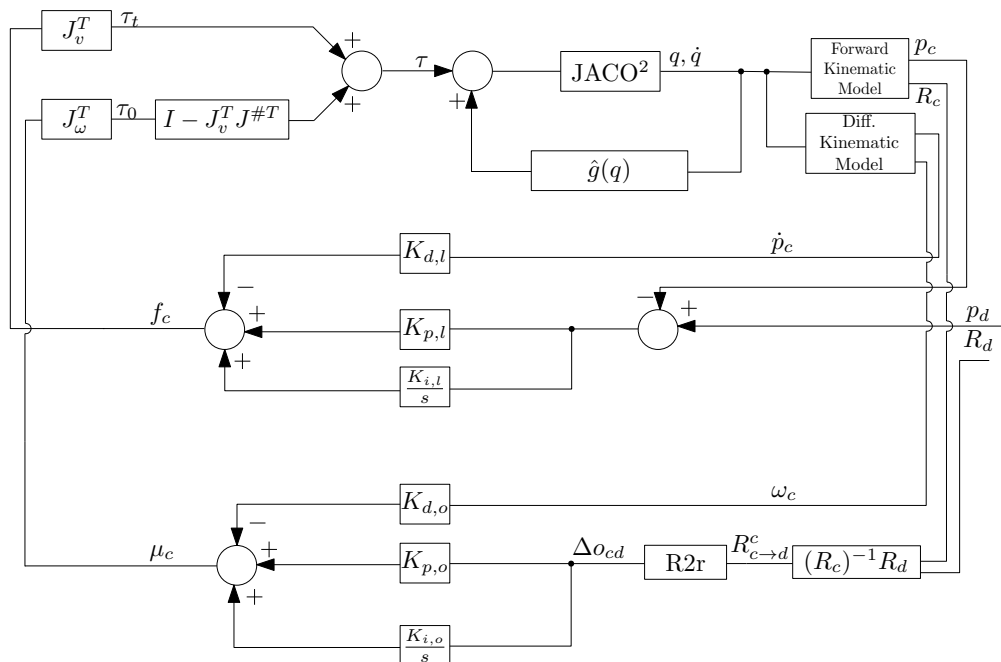 J_v^T τ_t
+
τ
JACO²
q, q̇
Forward
Kinematic
Model
p_c
R_c
J_ω^T τ_0
I − J_v^T J^{#T}
+
+
ĝ(q)
Diff.
Kinematic
Model
K_{d,l}
ṗ_c
−
−
f_c
+
K_{p,l}
+
p_d
R_d
+
K_{i,l}
s
K_{d,o}
ω_c
−
μ_c
+
K_{p,o}
Δo_{cd}
R2r
R^c_{c→d}
(R_c)^{−1}R_d
+
K_{i,o}
s